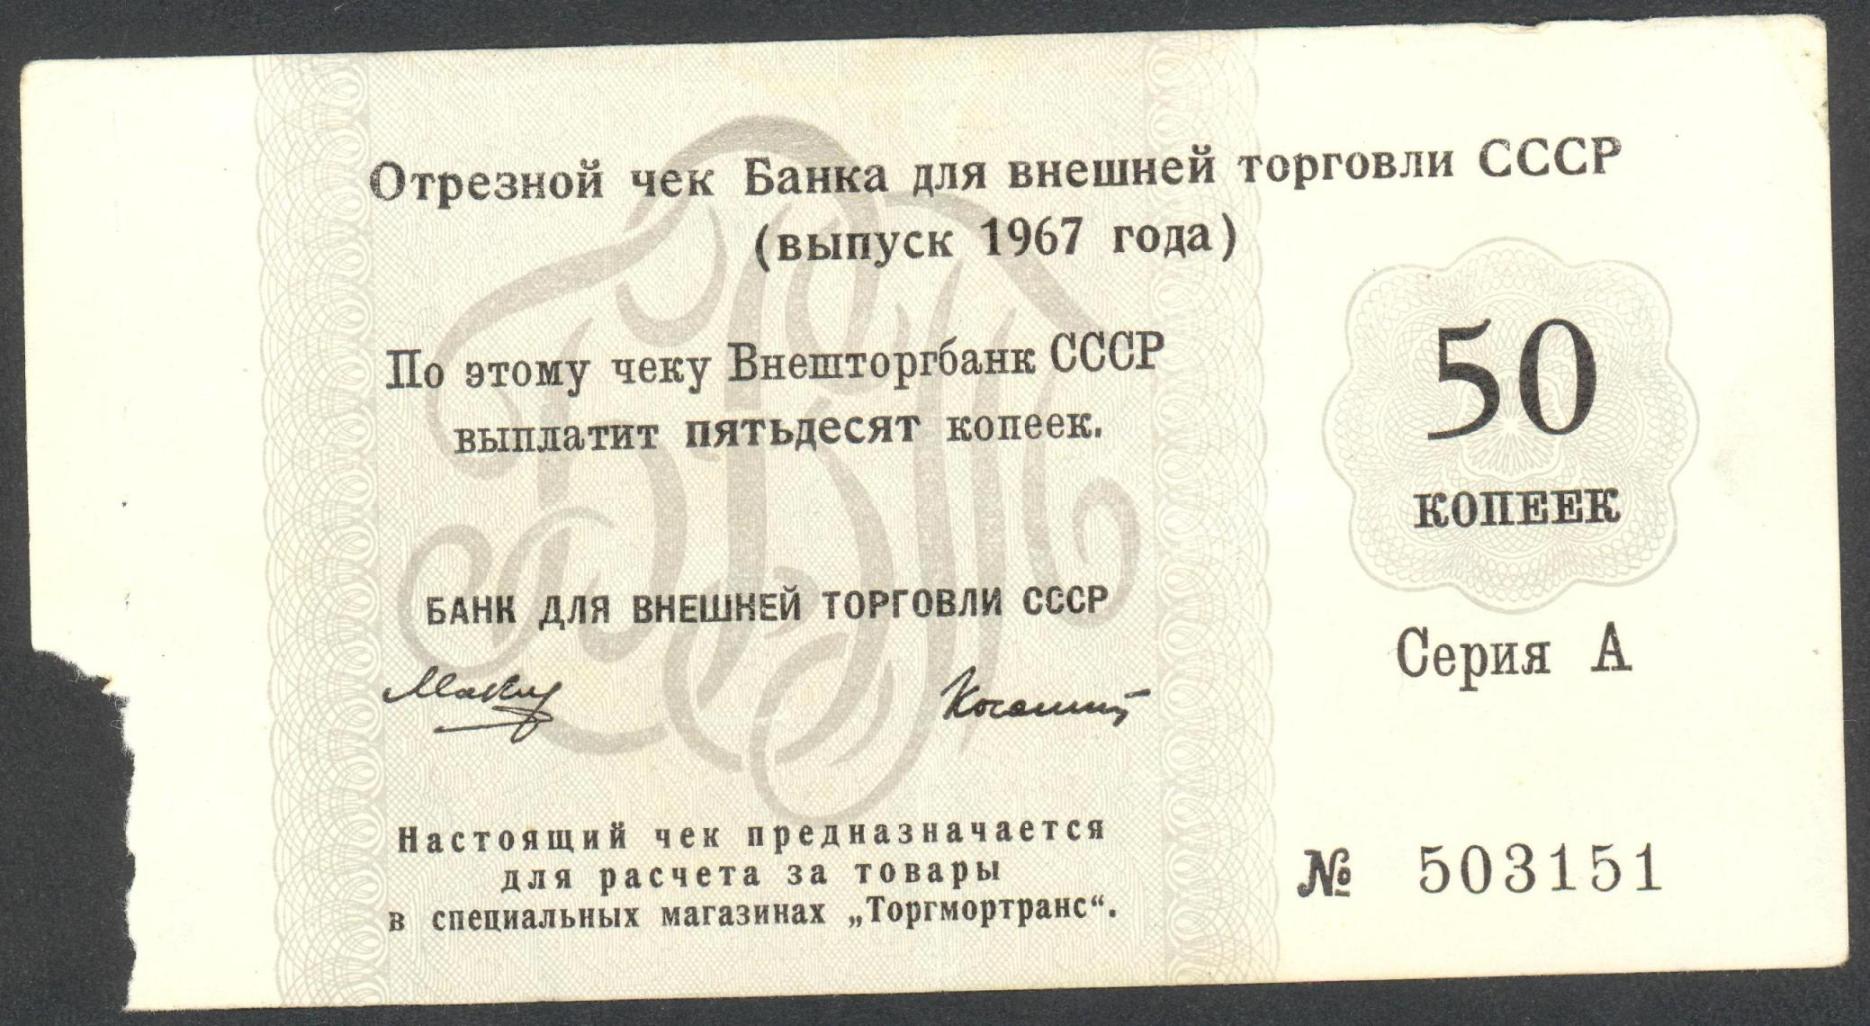 Отрезной чек Банка для внешней торговли СССР
(выпуск 1967 года)
По этому чеку Внешторгбанк СССР
выплатит пятьдесят копеек.
50
КОПЕЕК
БАНК ДЛЯ ВНЕШНЕЙ ТОРГОВЛИ СССР
Серия А
Настоящий чек предназначается
для расчета за товары
в специальных магазинах „Торгмортранс“.
№ 503151